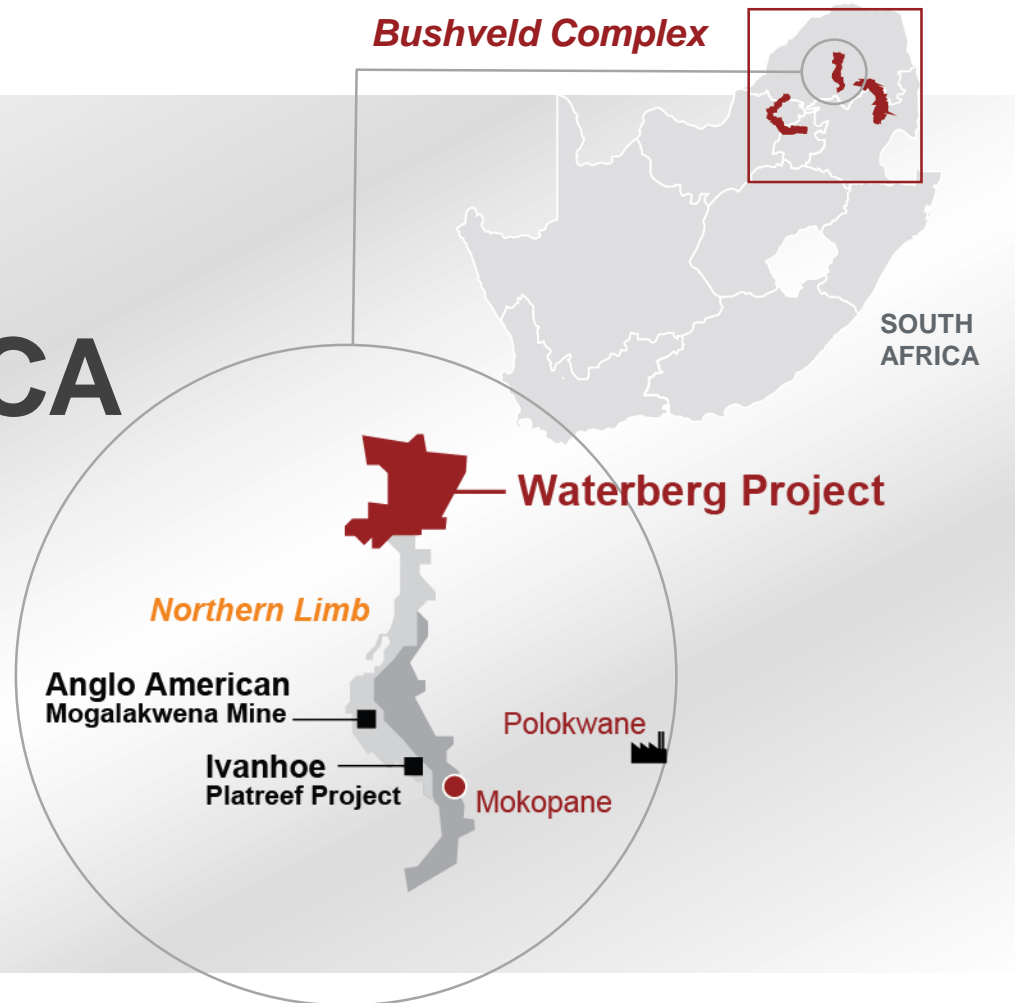 Bushveld Complex
SOUTH
AFRICA
CA
Waterberg Project
Northern Limb
Anglo American
Mogalakwena Mine
Ivanhoe
Platreef Project
Polokwane
Mokopane